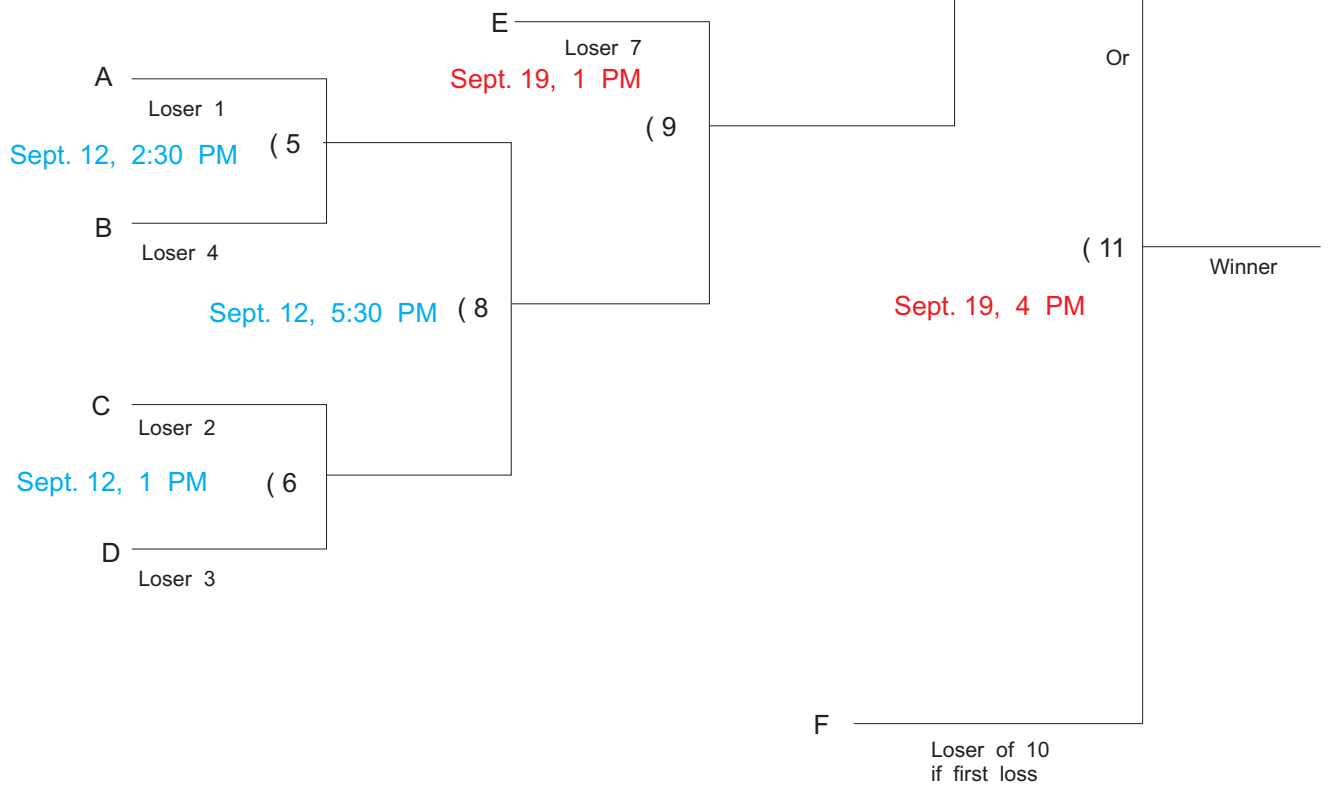 E
Loser 7
Sept. 19, 1 PM
( 9
Or
A
Loser 1
Sept. 12, 2:30 PM
( 5
B
Loser 4
( 11
Winner
Sept. 19, 4 PM
Sept. 12, 5:30 PM
( 8
C
Loser 2
Sept. 12, 1 PM
( 6
D
Loser 3
F
Loser of 10
if first loss